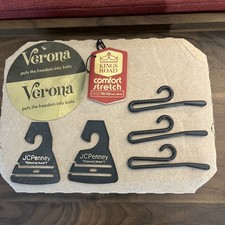 Verona
puts the freedom into knits
Verona
puts the freedom into knits
KINGS
ROAD
comfort
stretch
JCPenney
JCPenney